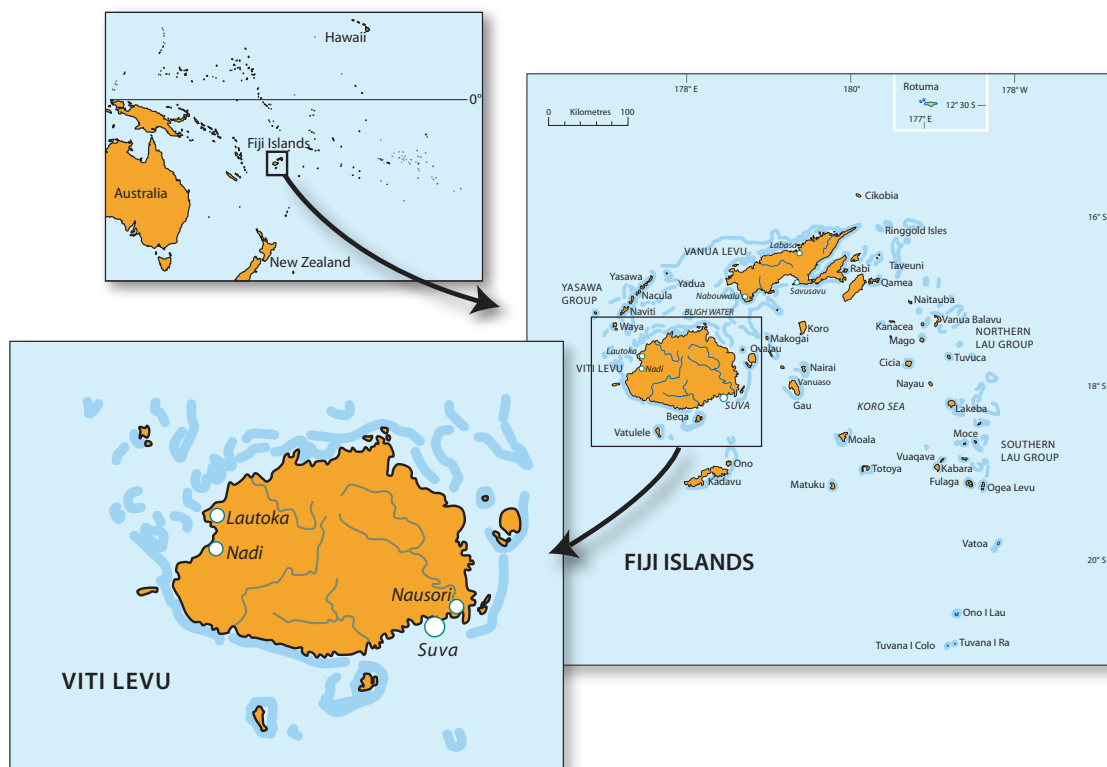 Hawaii
0°
Fiji Islands
Australia
New Zealand
178° E
180°
178° W
Rotuma
12° 30 S
177° E
0
Kilometres
100
Cikobia
16° S
Ringgold Isles
Labasa
VANUA LEVU
Rabi
Taveuni
Yasawa
Yadua
Qamea
YASAWA
GROUP
Nacula
Nabouwalu
Savusavu
Naitauba
Naviti
BLIGH WATER
Waya
Koro
Kanacea
Vanua Balavu
Makogai
Mago
NORTHERN
LAU GROUP
Lautoka
Ovalau
Tuvuca
VITI LEVU
Nadi
Nairai
Cicia
Vanuaso
Nayau
18° S
SUVA
Gau
KORO SEA
Lakeba
Beqa
Vatulele
Moce
Moala
SOUTHERN
LAU GROUP
Vuaqava
Ono
Totoya
Kabara
Kadavu
Matuku
Fulaga
Ogea Levu
Vatoa
FIJI ISLANDS
20° S
Ono I Lau
Tuvana I Colo
Tuvana I Ra
Lautoka
Nadi
Nausori
Suva
VITI LEVU